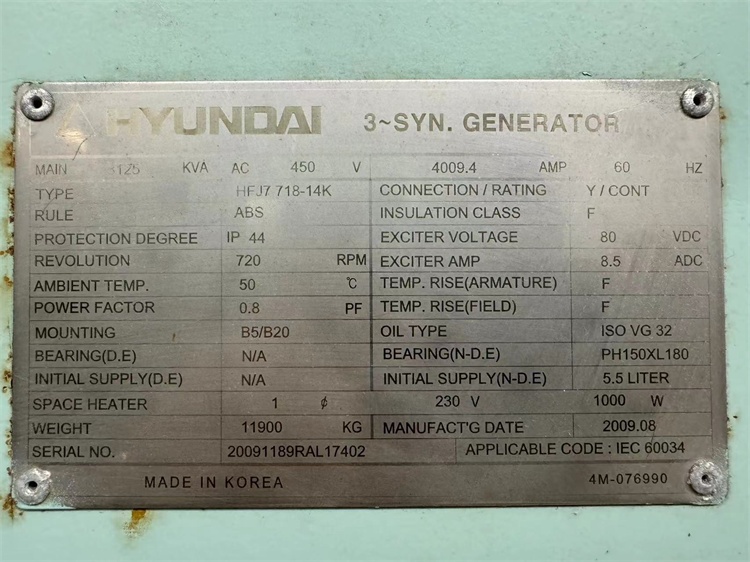 HYUNDAI 3~SYN. GENERATOR
MAIN 3125 KVA AC 450 V 4009.4 AMP 60 HZ
TYPE HFJ7 718-14K CONNECTION / RATING Y / CONT
RULE ABS INSULATION CLASS F
PROTECTION DEGREE IP 44 EXCITER VOLTAGE 80 VDC
REVOLUTION 720 RPM EXCITER AMP 8.5 ADC
AMBIENT TEMP. 50 ℃ TEMP. RISE(ARMATURE) F
POWER FACTOR 0.8 PF TEMP. RISE(FIELD) F
MOUNTING B5/B20 OIL TYPE ISO VG 32
BEARING(D.E) N/A BEARING(N-D.E) PH150XL180
INITIAL SUPPLY(D.E) N/A INITIAL SUPPLY(N-D.E) 5.5 LITER
SPACE HEATER 1 ϕ 230 V 1000 W
WEIGHT 11900 KG MANUFACT'G DATE 2009.08
SERIAL NO. 20091189RAL17402 APPLICABLE CODE : IEC 60034
MADE IN KOREA 4M-076990